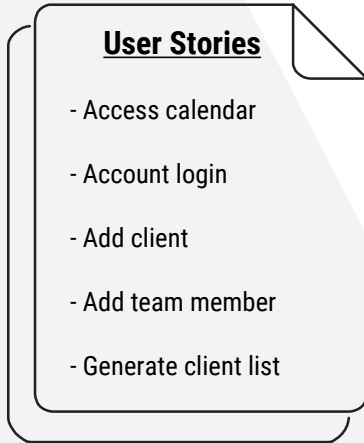 User Stories
- Access calendar
- Account login
- Add client
- Add team member
- Generate client list